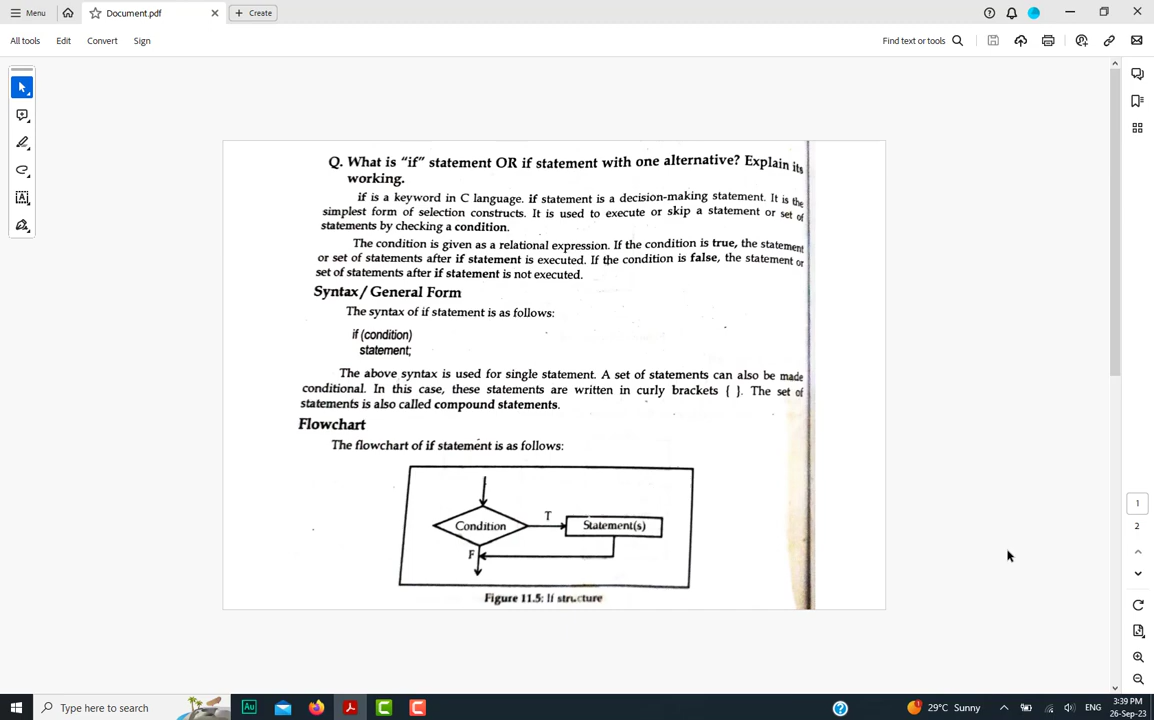 Menu
Document.pdf
Create
All tools
Edit
Convert
Sign
Find text or tools
Q. What is “if” statement OR if statement with one alternative? Explain its
working.
if is a keyword in C language. if statement is a decision-making statement. It is the
simplest form of selection constructs. It is used to execute or skip a statement or set of
statements by checking a condition.
The condition is given as a relational expression. If the condition is true, the statement
or set of statements after if statement is executed. If the condition is false, the statement or
set of statements after if statement is not executed.
Syntax / General Form
The syntax of if statement is as follows:
if (condition)
statement;
The above syntax is used for single statement. A set of statements can also be made
conditional. In this case, these statements are written in curly brackets { }. The set of
statements is also called compound statements.
Flowchart
The flowchart of if statement is as follows:
T
Condition
Statement(s)
F
Figure 11.5: If structure
1
2
Type here to search
Au
29°C Sunny
ENG
3:39 PM
26-Sep-23